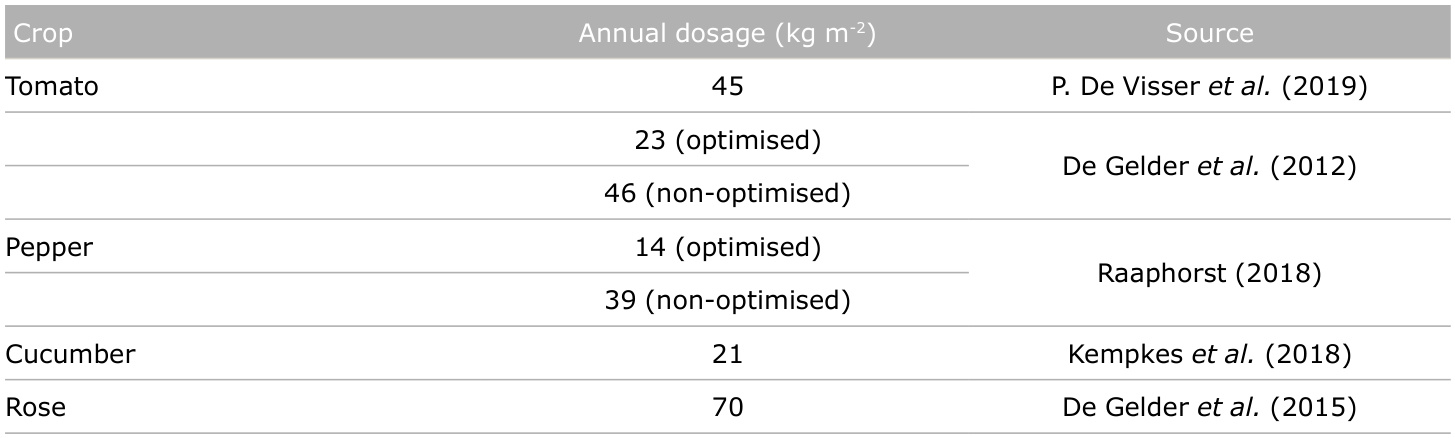 Crop Annual dosage (kg m-2) Source
Tomato 45 P. De Visser et al. (2019)
23 (optimised)
De Gelder et al. (2012)
46 (non-optimised)
Pepper 14 (optimised)
Raaphorst (2018)
39 (non-optimised)
Cucumber 21 Kempkes et al. (2018)
Rose 70 De Gelder et al. (2015)